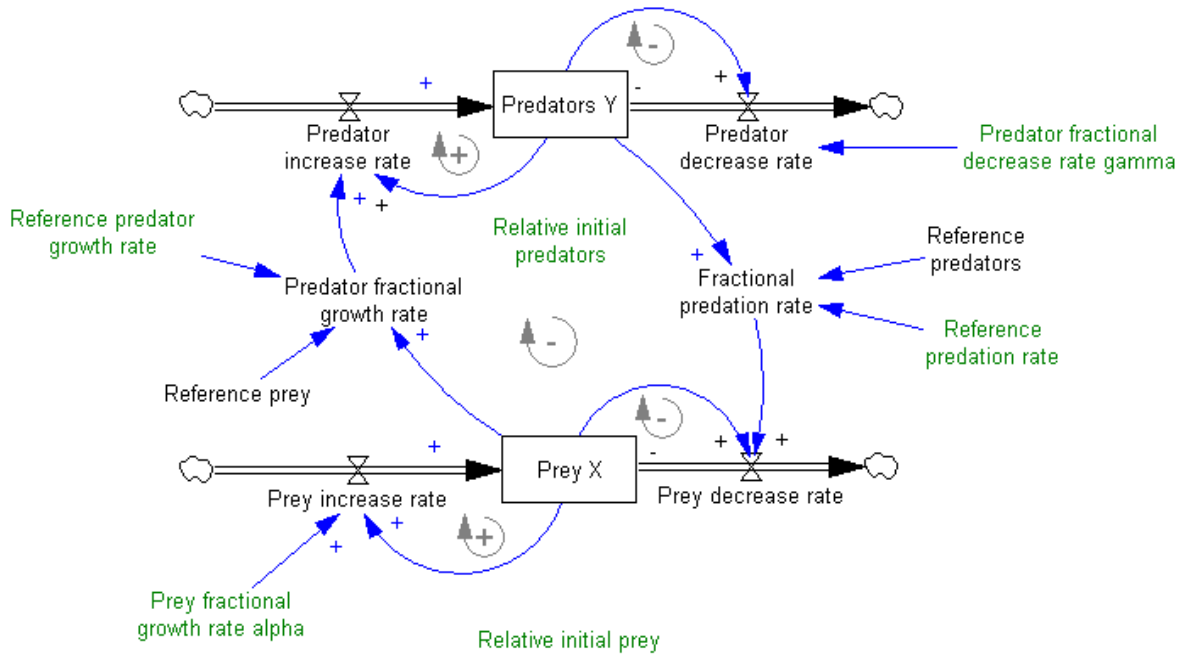 -
+
+
-
Predators Y
Predator
increase rate
Predator
decrease rate
Predator fractional
decrease rate gamma
+
+
+
Reference predator
growth rate
Relative initial
predators
Reference
predators
+
Fractional
predation rate
Predator fractional
growth rate
+
-
Reference
predation rate
Reference prey
-
+
+
+
-
Prey X
Prey increase rate
Prey decrease rate
+
+
+
Prey fractional
growth rate alpha
Relative initial prey